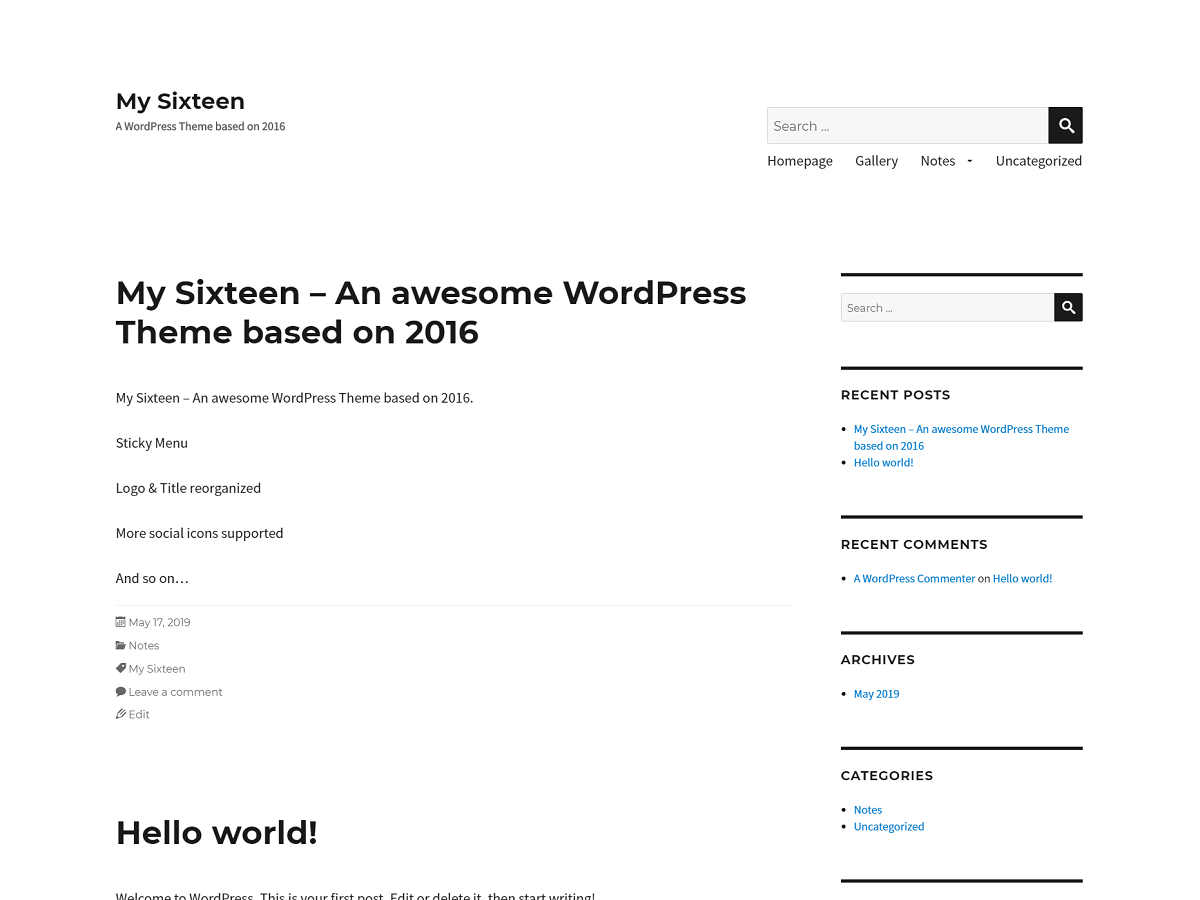 My Sixteen
A WordPress Theme based on 2016
Search …
Homepage Gallery Notes Uncategorized
My Sixteen – An awesome WordPress
Theme based on 2016
My Sixteen – An awesome WordPress Theme based on 2016.
Sticky Menu
Logo & Title reorganized
More social icons supported
And so on…
May 17, 2019
Notes
My Sixteen
Leave a comment
Edit
Hello world!
Welcome to WordPress. This is your first post. Edit or delete it, then start writing!
Search …
RECENT POSTS
My Sixteen – An awesome WordPress Theme
based on 2016
Hello world!
RECENT COMMENTS
A WordPress Commenter on Hello world!
ARCHIVES
May 2019
CATEGORIES
Notes
Uncategorized